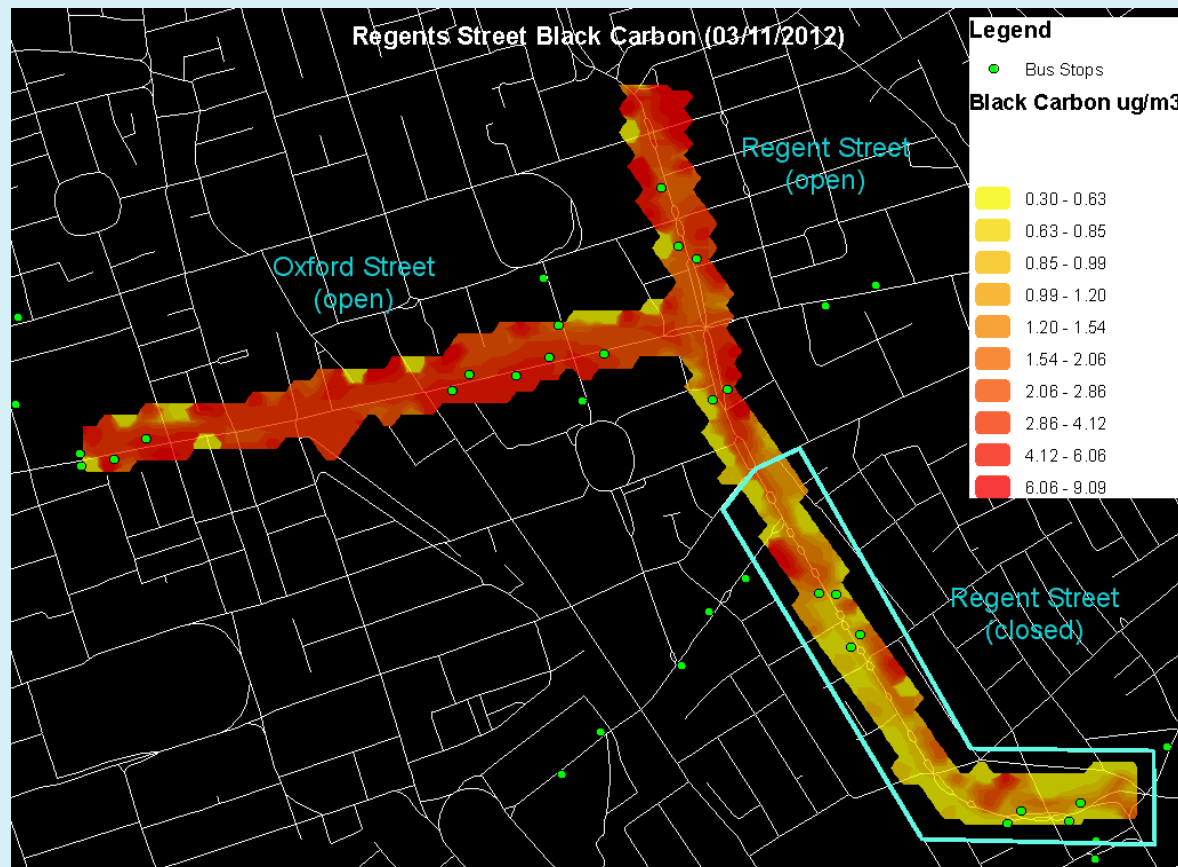 Regents Street Black Carbon (03/11/2012)
Legend
Bus Stops
Black Carbon ug/m3
0.30 - 0.63
0.63 - 0.85
0.85 - 0.99
0.99 - 1.20
1.20 - 1.54
1.54 - 2.06
2.06 - 2.86
2.86 - 4.12
4.12 - 6.06
6.06 - 9.09
Regent Street
(open)
Oxford Street
(open)
Regent Street
(closed)